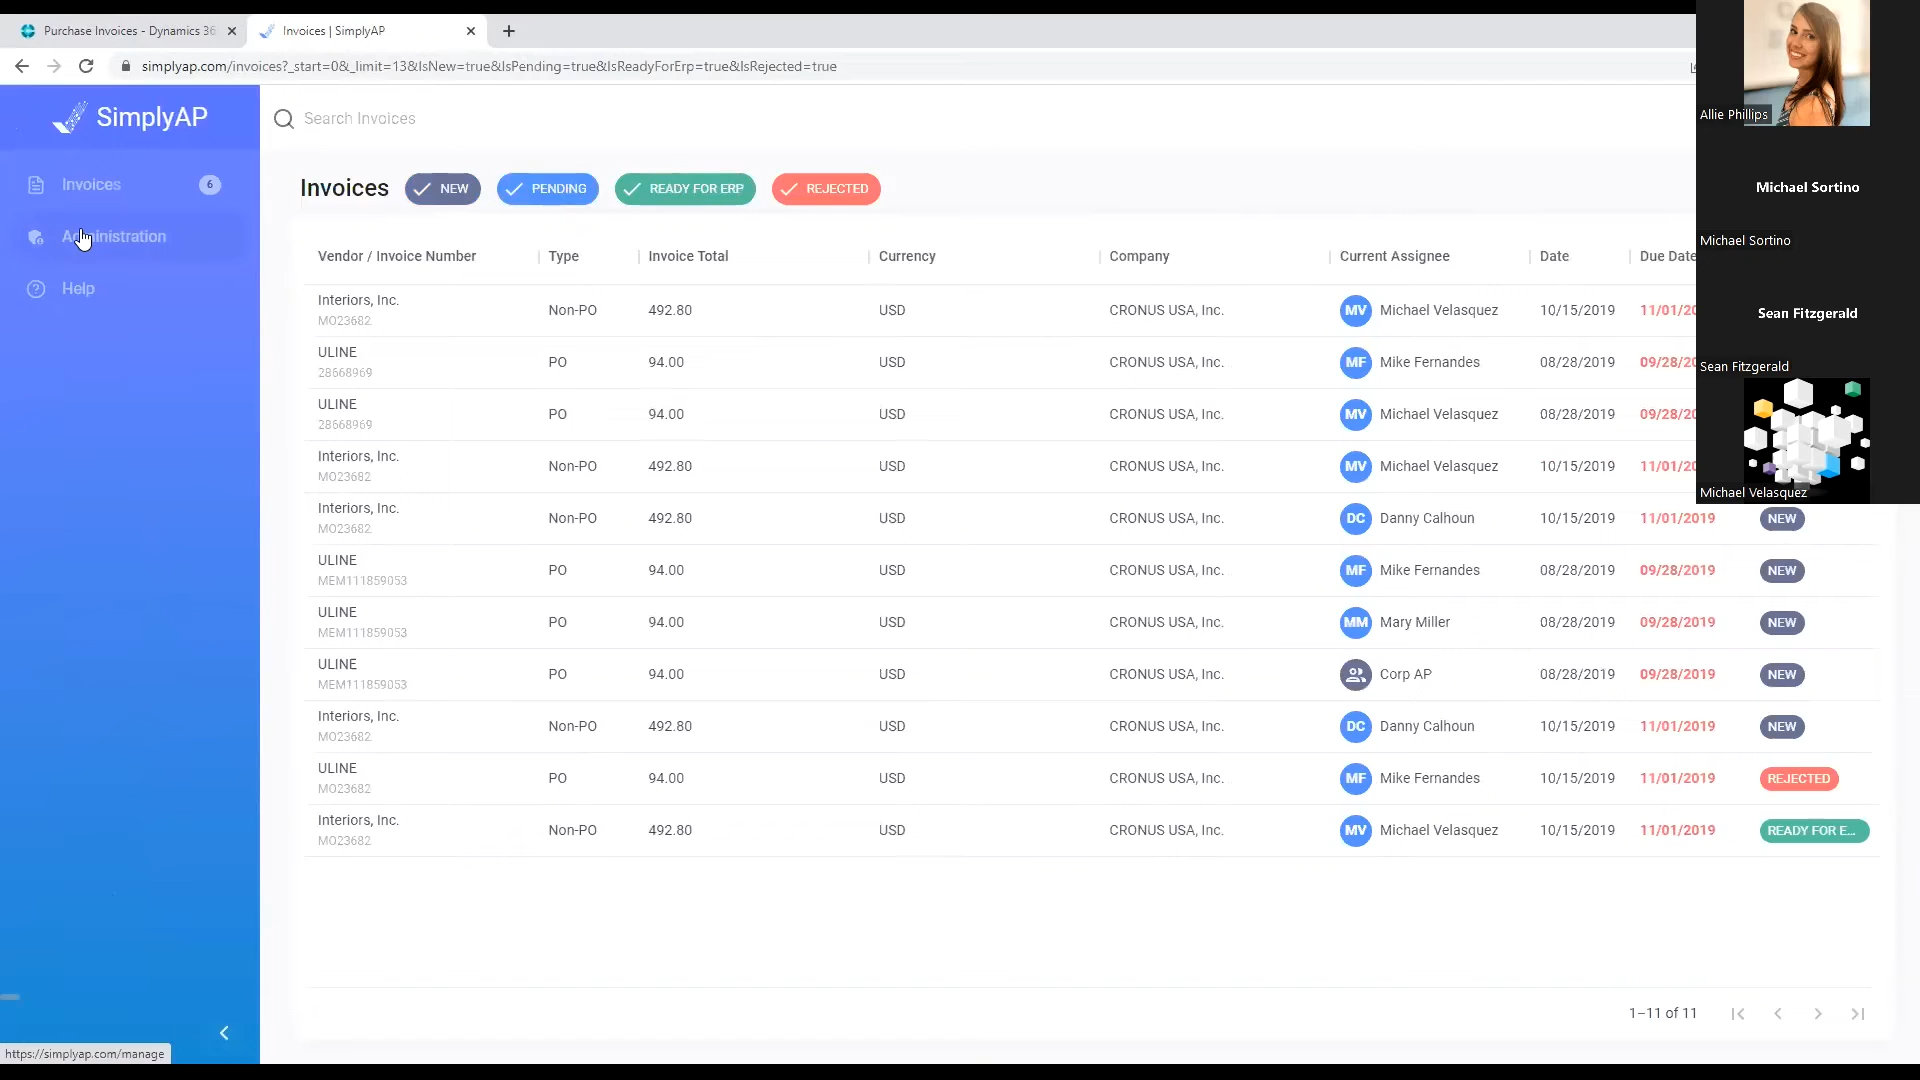 Purchase Invoices - Dynamics 36
Invoices | SimplyAP
simplyap.com/invoices?_start=0&_limit=13&IsNew=true&IsPending=true&IsReadyForErp=true&IsRejected=true
SimplyAP
Search Invoices
Invoices 6
Administration
Help
Invoices NEW PENDING READY FOR ERP REJECTED
Vendor / Invoice Number Type Invoice Total Currency Company Current Assignee Date Due Date
Interiors, Inc. Non-PO 492.80 USD CRONUS USA, Inc. MV Michael Velasquez 10/15/2019 11/01/20
MO23682
ULINE PO 94.00 USD CRONUS USA, Inc. MF Mike Fernandes 08/28/2019 09/28/20
28668969
ULINE PO 94.00 USD CRONUS USA, Inc. MV Michael Velasquez 08/28/2019 09/28/20
28668969
Interiors, Inc. Non-PO 492.80 USD CRONUS USA, Inc. MV Michael Velasquez 10/15/2019 11/01/20
MO23682
Interiors, Inc. Non-PO 492.80 USD CRONUS USA, Inc. DC Danny Calhoun 10/15/2019 11/01/2019 NEW
MO23682
ULINE PO 94.00 USD CRONUS USA, Inc. MF Mike Fernandes 08/28/2019 09/28/2019 NEW
MEM111859053
ULINE PO 94.00 USD CRONUS USA, Inc. MM Mary Miller 08/28/2019 09/28/2019 NEW
MEM111859053
ULINE PO 94.00 USD CRONUS USA, Inc. Corp AP 08/28/2019 09/28/2019 NEW
MEM111859053
Interiors, Inc. Non-PO 492.80 USD CRONUS USA, Inc. DC Danny Calhoun 10/15/2019 11/01/2019 NEW
MO23682
ULINE PO 94.00 USD CRONUS USA, Inc. MF Mike Fernandes 10/15/2019 11/01/2019 REJECTED
MO23682
Interiors, Inc. Non-PO 492.80 USD CRONUS USA, Inc. MV Michael Velasquez 10/15/2019 11/01/2019 READY FOR E...
MO23682
1–11 of 11
https://simplyap.com/manage
Allie Phillips
Michael Sortino
Michael Sortino
Sean Fitzgerald
Sean Fitzgerald
Michael Velasquez